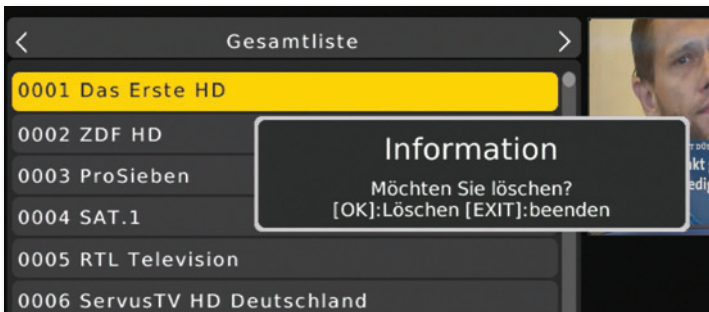 < Gesamtliste >
0001 Das Erste HD
0002 ZDF HD
0003 ProSieben
0004 SAT.1
0005 RTL Television
0006 ServusTV HD Deutschland
Information
Möchten Sie löschen?
[OK]:Löschen [EXIT]:beenden